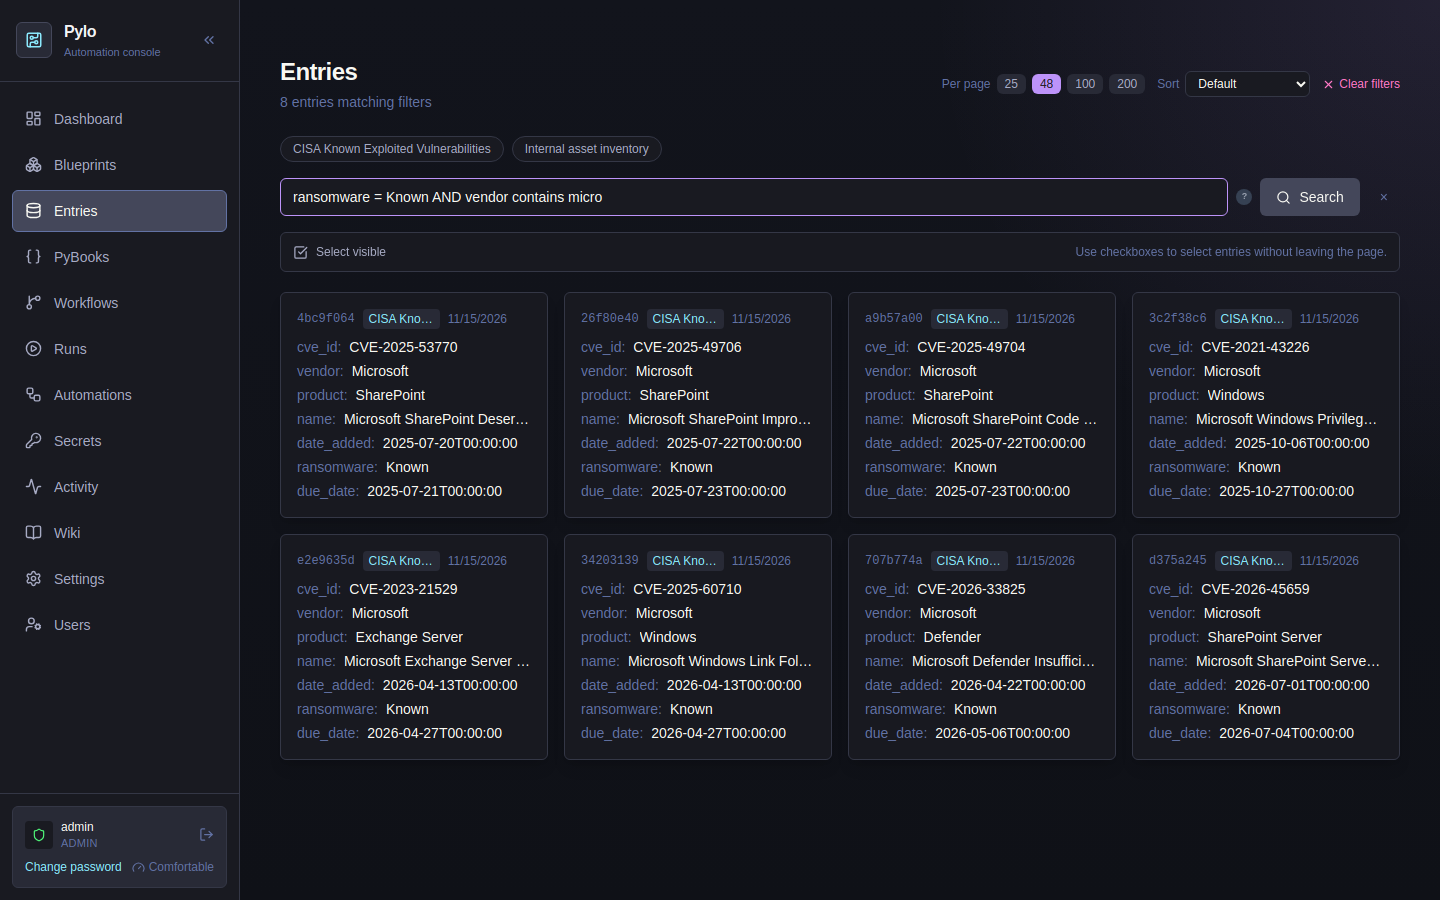 Pylo
Automation console
Dashboard
Blueprints
Entries
PyBooks
Workflows
Runs
Automations
Secrets
Activity
Wiki
Settings
Users
admin
ADMIN
Change password
Comfortable
Entries
8 entries matching filters
Per page 25 48 100 200 Sort Default Clear filters
CISA Known Exploited Vulnerabilities Internal asset inventory
ransomware = Known AND vendor contains micro
? Search ×
Select visible
Use checkboxes to select entries without leaving the page.
4bc9f064 CISA Kno… 11/15/2026
cve_id: CVE-2025-53770
vendor: Microsoft
product: SharePoint
name: Microsoft SharePoint Deser…
date_added: 2025-07-20T00:00:00
ransomware: Known
due_date: 2025-07-21T00:00:00
26f80e40 CISA Kno… 11/15/2026
cve_id: CVE-2025-49706
vendor: Microsoft
product: SharePoint
name: Microsoft SharePoint Impro…
date_added: 2025-07-22T00:00:00
ransomware: Known
due_date: 2025-07-23T00:00:00
a9b57a00 CISA Kno… 11/15/2026
cve_id: CVE-2025-49704
vendor: Microsoft
product: SharePoint
name: Microsoft SharePoint Code …
date_added: 2025-07-22T00:00:00
ransomware: Known
due_date: 2025-07-23T00:00:00
3c2f38c6 CISA Kno… 11/15/2026
cve_id: CVE-2021-43226
vendor: Microsoft
product: Windows
name: Microsoft Windows Privileg…
date_added: 2025-10-06T00:00:00
ransomware: Known
due_date: 2025-10-27T00:00:00
e2e9635d CISA Kno… 11/15/2026
cve_id: CVE-2023-21529
vendor: Microsoft
product: Exchange Server
name: Microsoft Exchange Server …
date_added: 2026-04-13T00:00:00
ransomware: Known
due_date: 2026-04-27T00:00:00
34203139 CISA Kno… 11/15/2026
cve_id: CVE-2025-60710
vendor: Microsoft
product: Windows
name: Microsoft Windows Link Fol…
date_added: 2026-04-13T00:00:00
ransomware: Known
due_date: 2026-04-27T00:00:00
707b774a CISA Kno… 11/15/2026
cve_id: CVE-2026-33825
vendor: Microsoft
product: Defender
name: Microsoft Defender Insuffici…
date_added: 2026-04-22T00:00:00
ransomware: Known
due_date: 2026-05-06T00:00:00
d375a245 CISA Kno… 11/15/2026
cve_id: CVE-2026-45659
vendor: Microsoft
product: SharePoint Server
name: Microsoft SharePoint Serve…
date_added: 2026-07-01T00:00:00
ransomware: Known
due_date: 2026-07-04T00:00:00